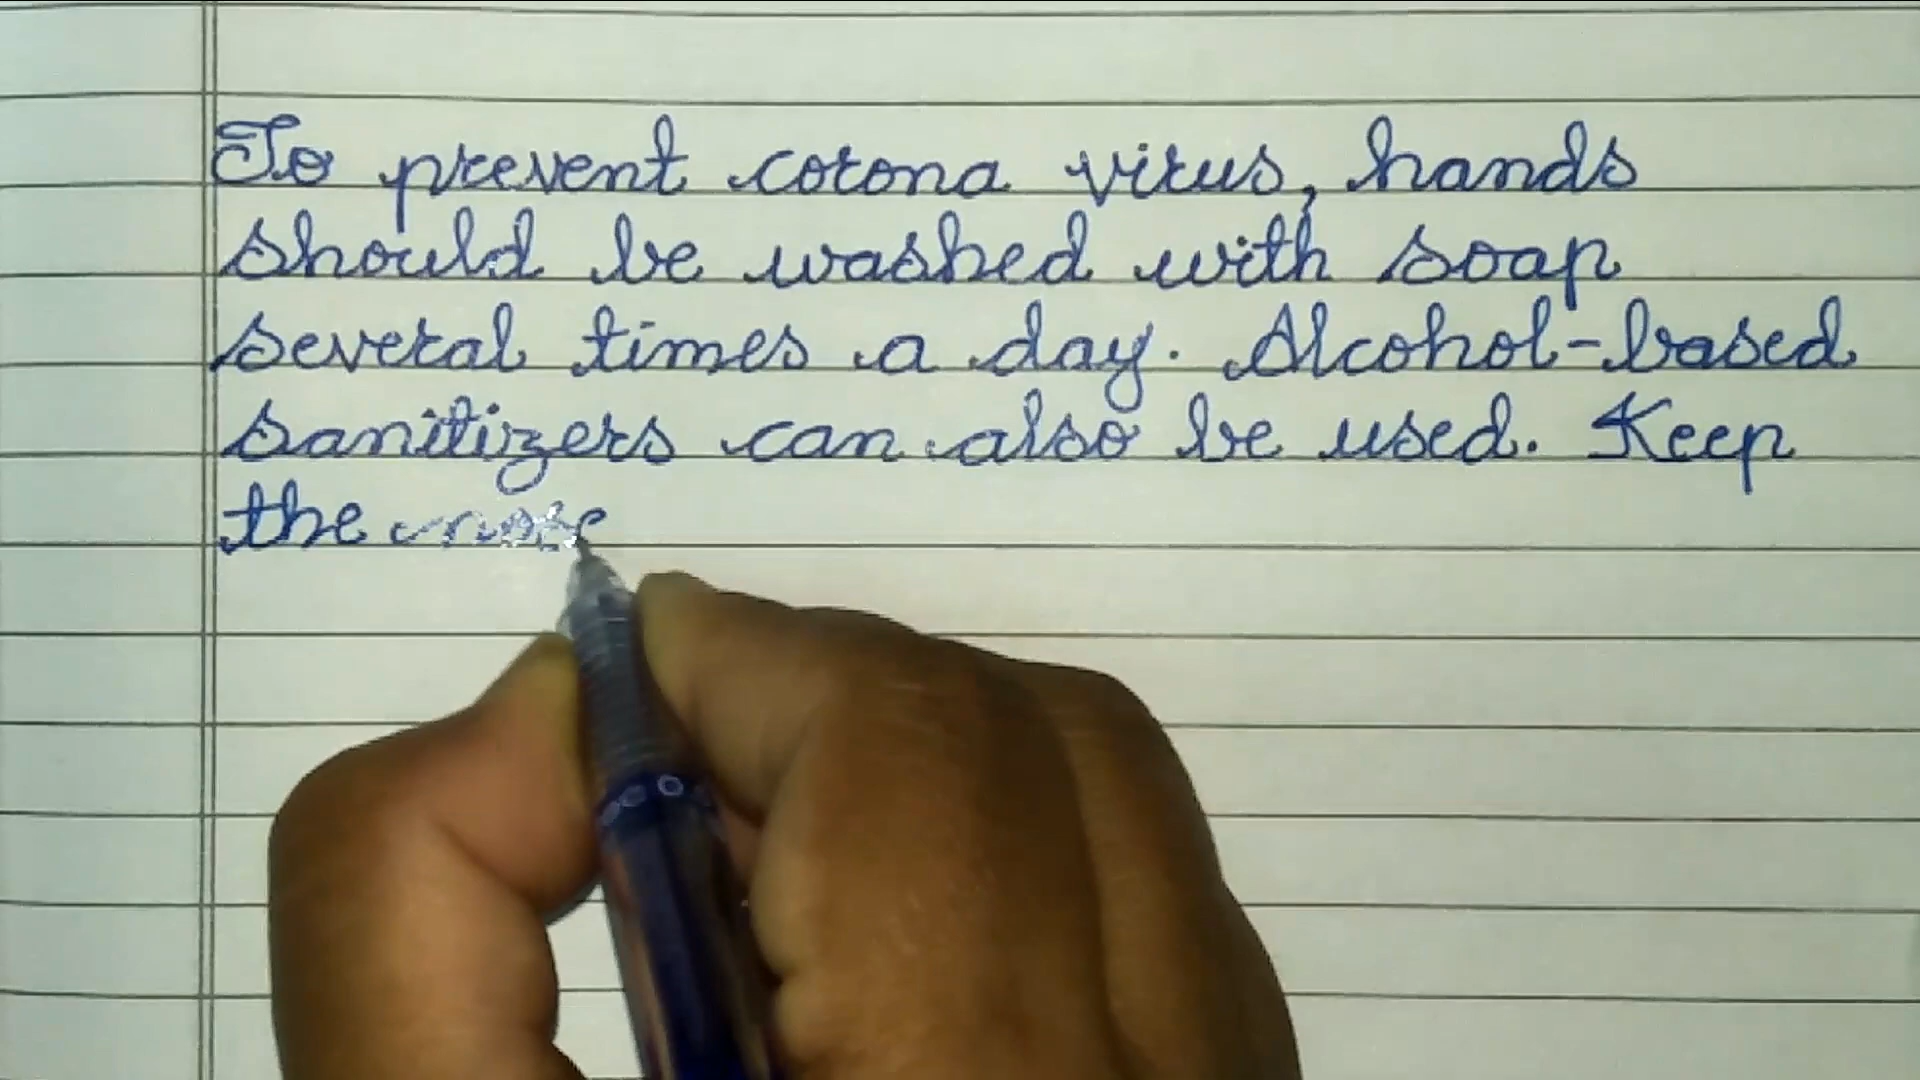 To prevent corona virus, hands
should be washed with soap
several times a day. Alcohol-based
sanitizers can also be used. Keep
the nose